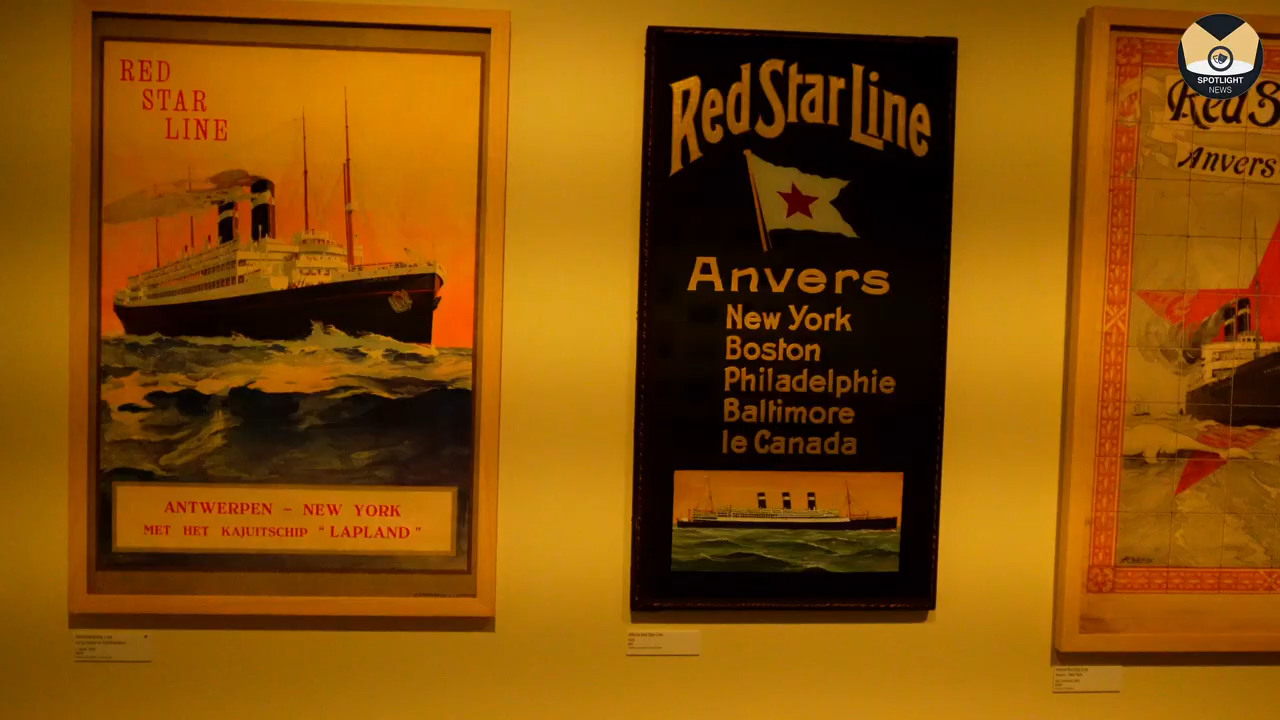 RED
STAR
LINE
ANTWERPEN – NEW YORK
MET HET KAJUITSCHIP "LAPLAND"
Red Star Line
Anvers
New York
Boston
Philadelphie
Baltimore
le Canada
Red S
Anvers
SPOTLIGHT
NEWS